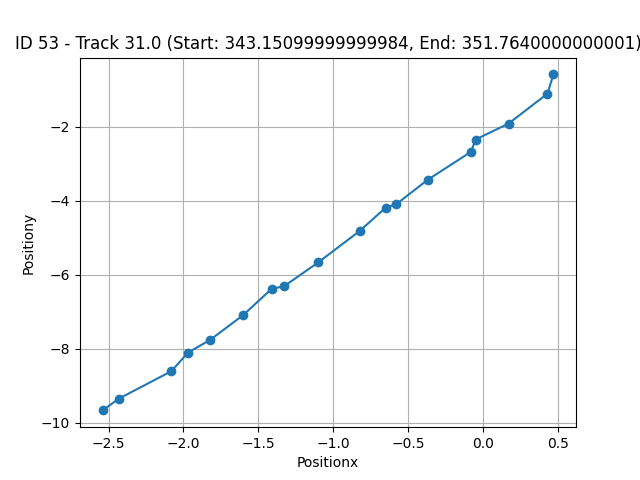 ID 53 - Track 31.0 (Start: 343.15099999999984, End: 351.7640000000001)
−2
−4
−6
−8
−10
Positiony
−2.5 −2.0 −1.5 −1.0 −0.5 0.0 0.5
Positionx